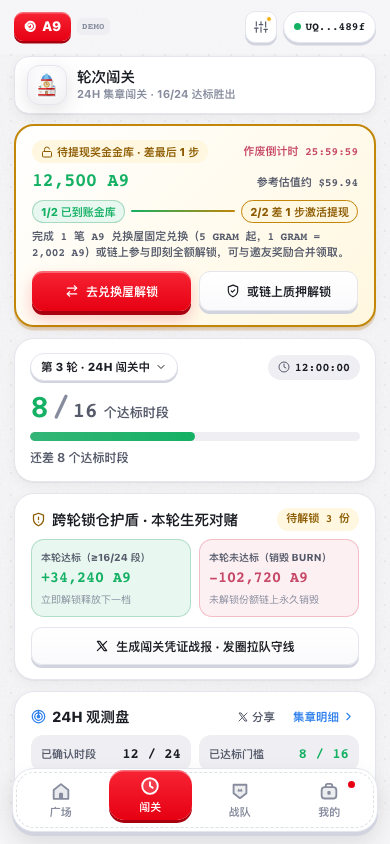 A9 DEMO UQ...489f
轮次闯关
24H 集章闯关 · 16/24 达标胜出
待提现奖金金库 · 差最后 1 步 作废倒计时 25:59:59
12,500 A9 参考估值约 $59.94
1/2 已到账金库 2/2 差 1 步激活提现
完成 1 笔 A9 兑换屋固定兑换（5 GRAM 起，1 GRAM =
2,002 A9）或链上参与即刻全额解锁，可与邀友奖励合并领取。
去兑换屋解锁 或链上质押解锁
第 3 轮 · 24H 闯关中 12:00:00
8 / 16 个达标时段
还差 8 个达标时段
跨轮锁仓护盾 · 本轮生死对赌 待解锁 3 份
本轮达标（≥16/24 段） 本轮未达标（销毁 BURN）
+34,240 A9 -102,720 A9
立即解锁释放下一档 未解锁份额链上永久销毁
生成闯关凭证战报 · 发圈拉队守线
24H 观测盘 分享 集章明细
已确认时段 12 / 24 已达标门槛 8 / 16
广场 闯关 战队 我的